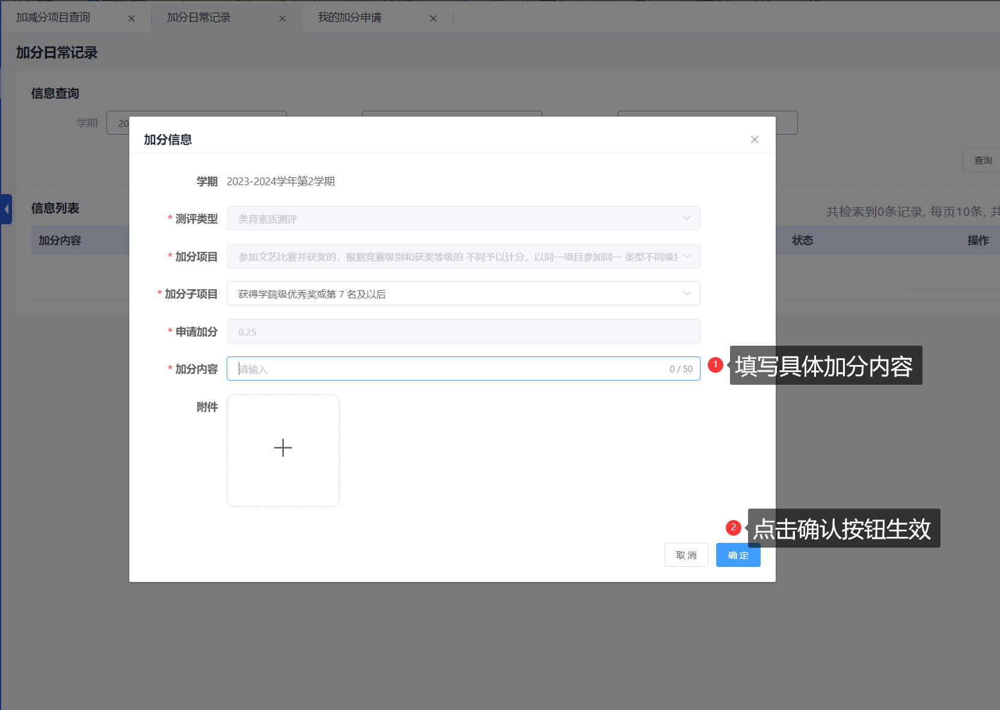 加减分项目查询
加分日常记录
我的加分申请
加分日常记录
信息查询
学期 20
查询
信息列表
共检索到0条记录, 每页10条, 共
加分内容 状态 操作
加分信息
学期 2023-2024学年第2学期
* 测评类型 美育素质测评
* 加分项目 参加文艺比赛并获奖的，根据竞赛级别和获奖等级的 不同予以计分，以同一项目参加同一 类型不同级
* 加分子项目 获得学院级优秀奖或第 7 名及以后
* 申请加分 0.25
* 加分内容 请输入 0 / 50
1 填写具体加分内容
附件
2 点击确认按钮生效
取 消 确 定